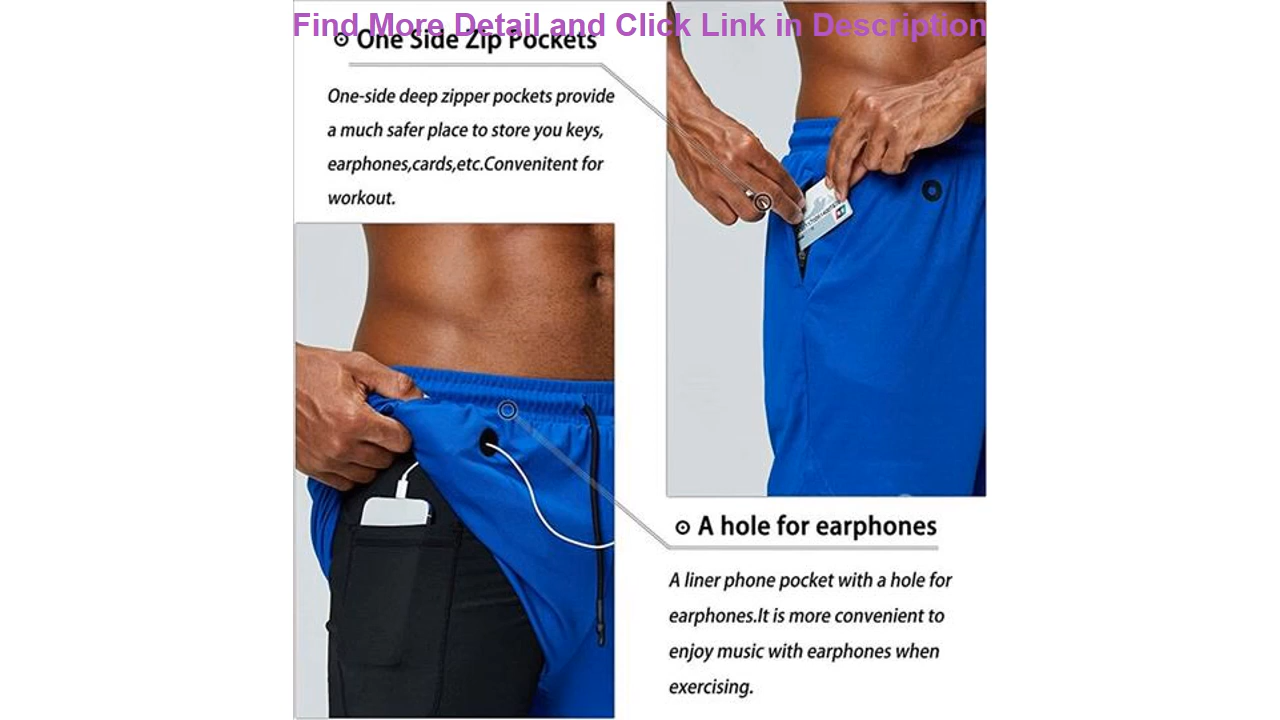 Find More Detail and Click Link in Description
One Side Zip Pockets
One-side deep zipper pockets provide
a much safer place to store you keys,
earphones,cards,etc.Convenitent for
workout.
A hole for earphones
A liner phone pocket with a hole for
earphones.It is more convenient to
enjoy music with earphones when
exercising.